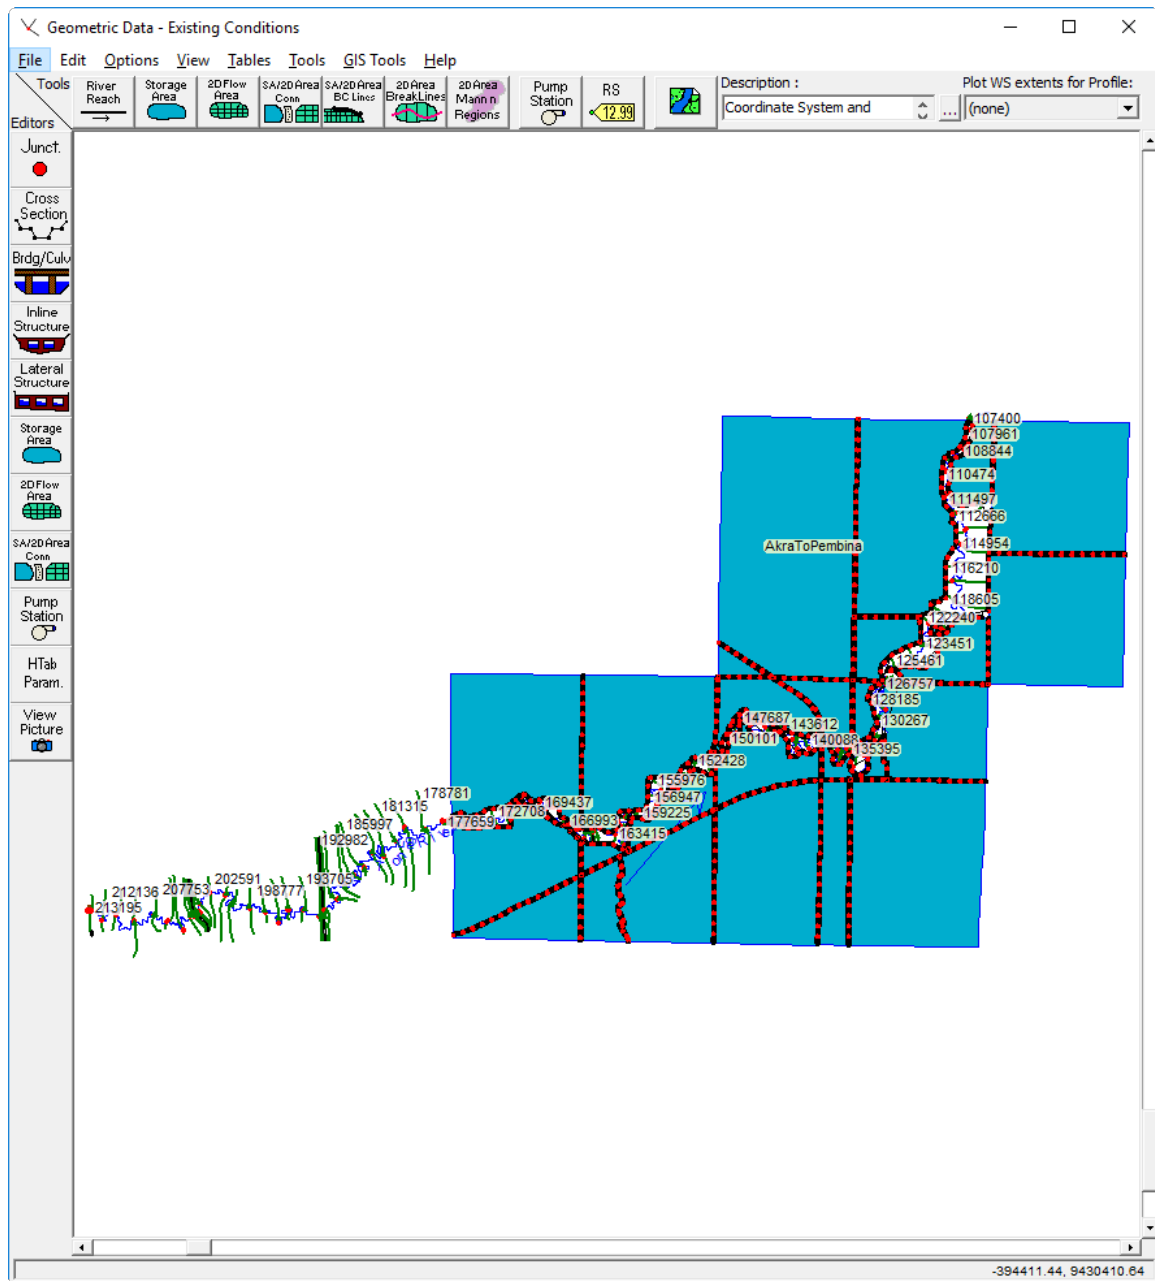 Geometric Data - Existing Conditions
File Edit Options View Tables Tools GIS Tools Help
Tools
Editors
River
Reach
Storage
Area
2D Flow
Area
SA/2D Area
Conn
SA/2D Area
BC Lines
2D Area
BreakLines
2D Area
Mann n
Regions
Pump
Station
RS
12.99
Description :
Coordinate System and
...
Plot WS extents for Profile:
(none)
Junct.
Cross
Section
Brdg/Culv
Inline
Structure
Lateral
Structure
Storage
Area
2D Flow
Area
SA/2D Area
Conn
Pump
Station
HTab
Param.
View
Picture
107400
107961
108844
110474
111497
112666
114954
AkraToPembina
116210
118605
122240
123451
125461
126757
128185
130267
147687
143612
150101
140088
135395
152428
155976
156947
159225
163415
166993
169437
172708
177659
178781
181315
185997
192982
193705
198777
202591
207753
212136
213195
-394411.44, 9430410.64